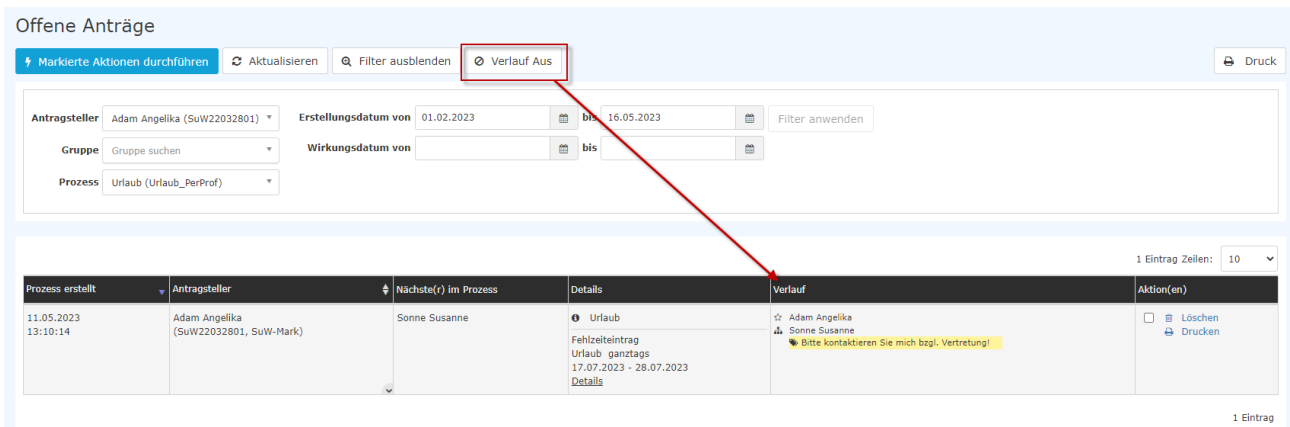 Offene Anträge
Markierte Aktionen durchführen Aktualisieren Filter ausblenden Verlauf Aus Druck
Antragsteller Adam Angelika (SuW22032801) Erstellungsdatum von 01.02.2023 bis 16.05.2023 Filter anwenden
Gruppe Gruppe suchen Wirkungsdatum von bis
Prozess Urlaub (Urlaub_PerProf)
1 Eintrag Zeilen: 10
Prozess erstellt Antragsteller Nächste(r) im Prozess Details Verlauf Aktion(en)
11.05.2023 Adam Angelika Sonne Susanne Urlaub Adam Angelika Löschen
13:10:14 (SuW22032801, SuW-Mark) Sonne Susanne Drucken
Fehlzeiteintrag Bitte kontaktieren Sie mich bzgl. Vertretung!
Urlaub ganztags
17.07.2023 - 28.07.2023
Details
1 Eintrag